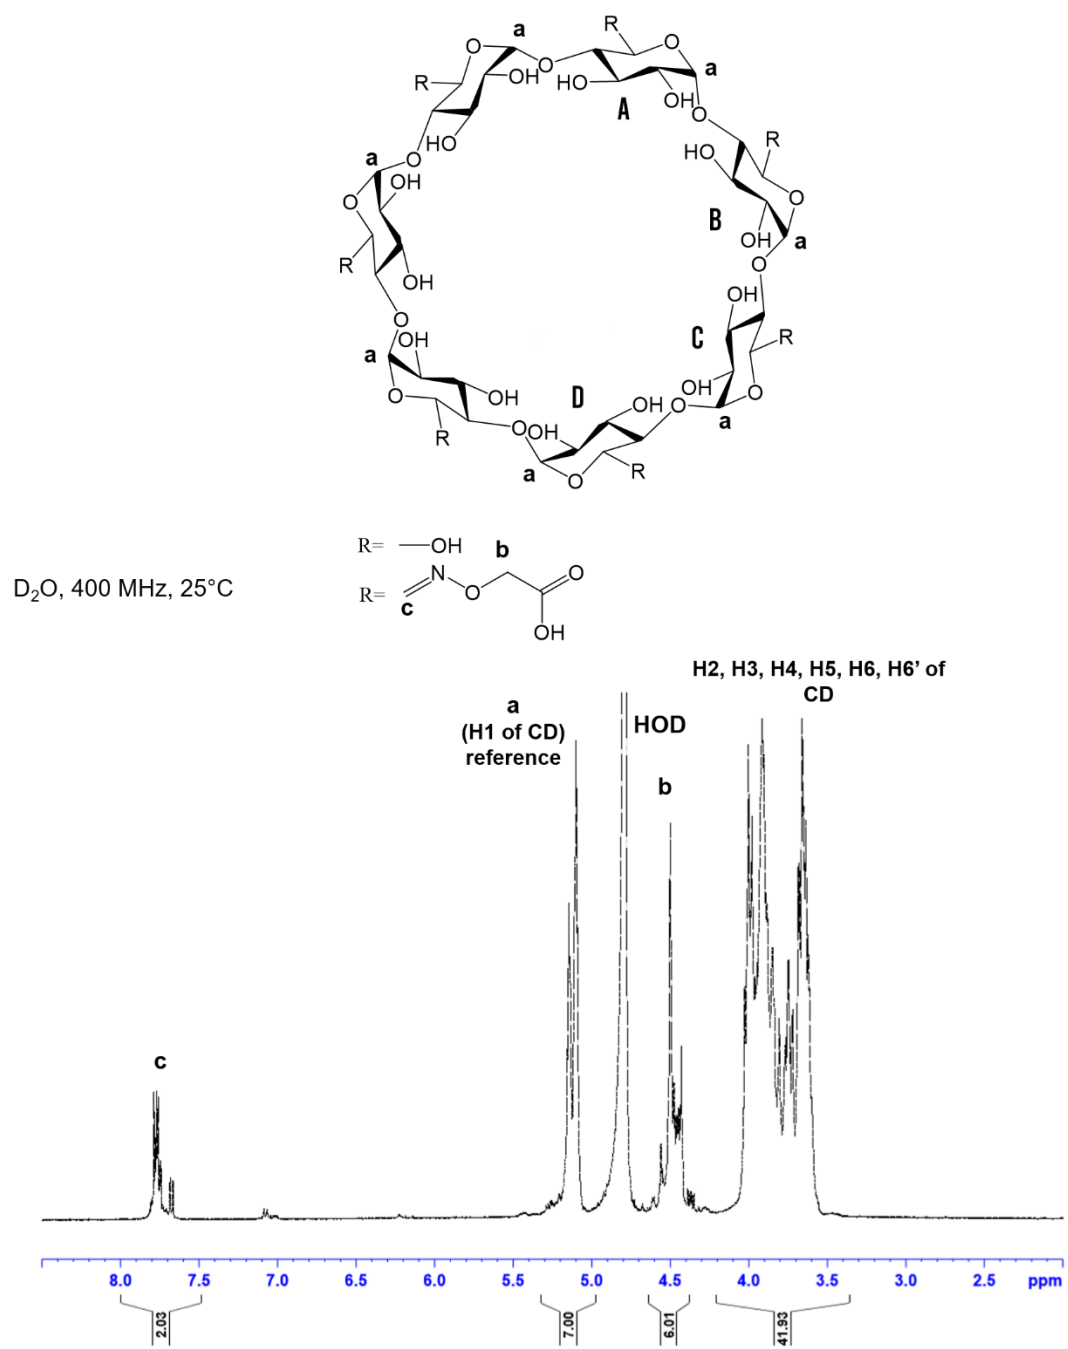 R
a
O
a
O
O
a
R
OH
HO
OH
A
O
HO
R
O
a
HO
R
OH
O
B
O
OH
a
R
OH
O
O
OH
C
R
a
OH
OH
D
OH
O
OH
O
O
R
O
OH
a
a
O
R
R= —OH
b
R=
c
N
O
O
OH
D₂O, 400 MHz, 25°C
H2, H3, H4, H5, H6, H6’ of
CD
a
(H1 of CD)
reference
HOD
b
c
8.0 7.5 7.0 6.5 6.0 5.5 5.0 4.5 4.0 3.5 3.0 2.5 ppm
2.03 7.00 6.01 41.93